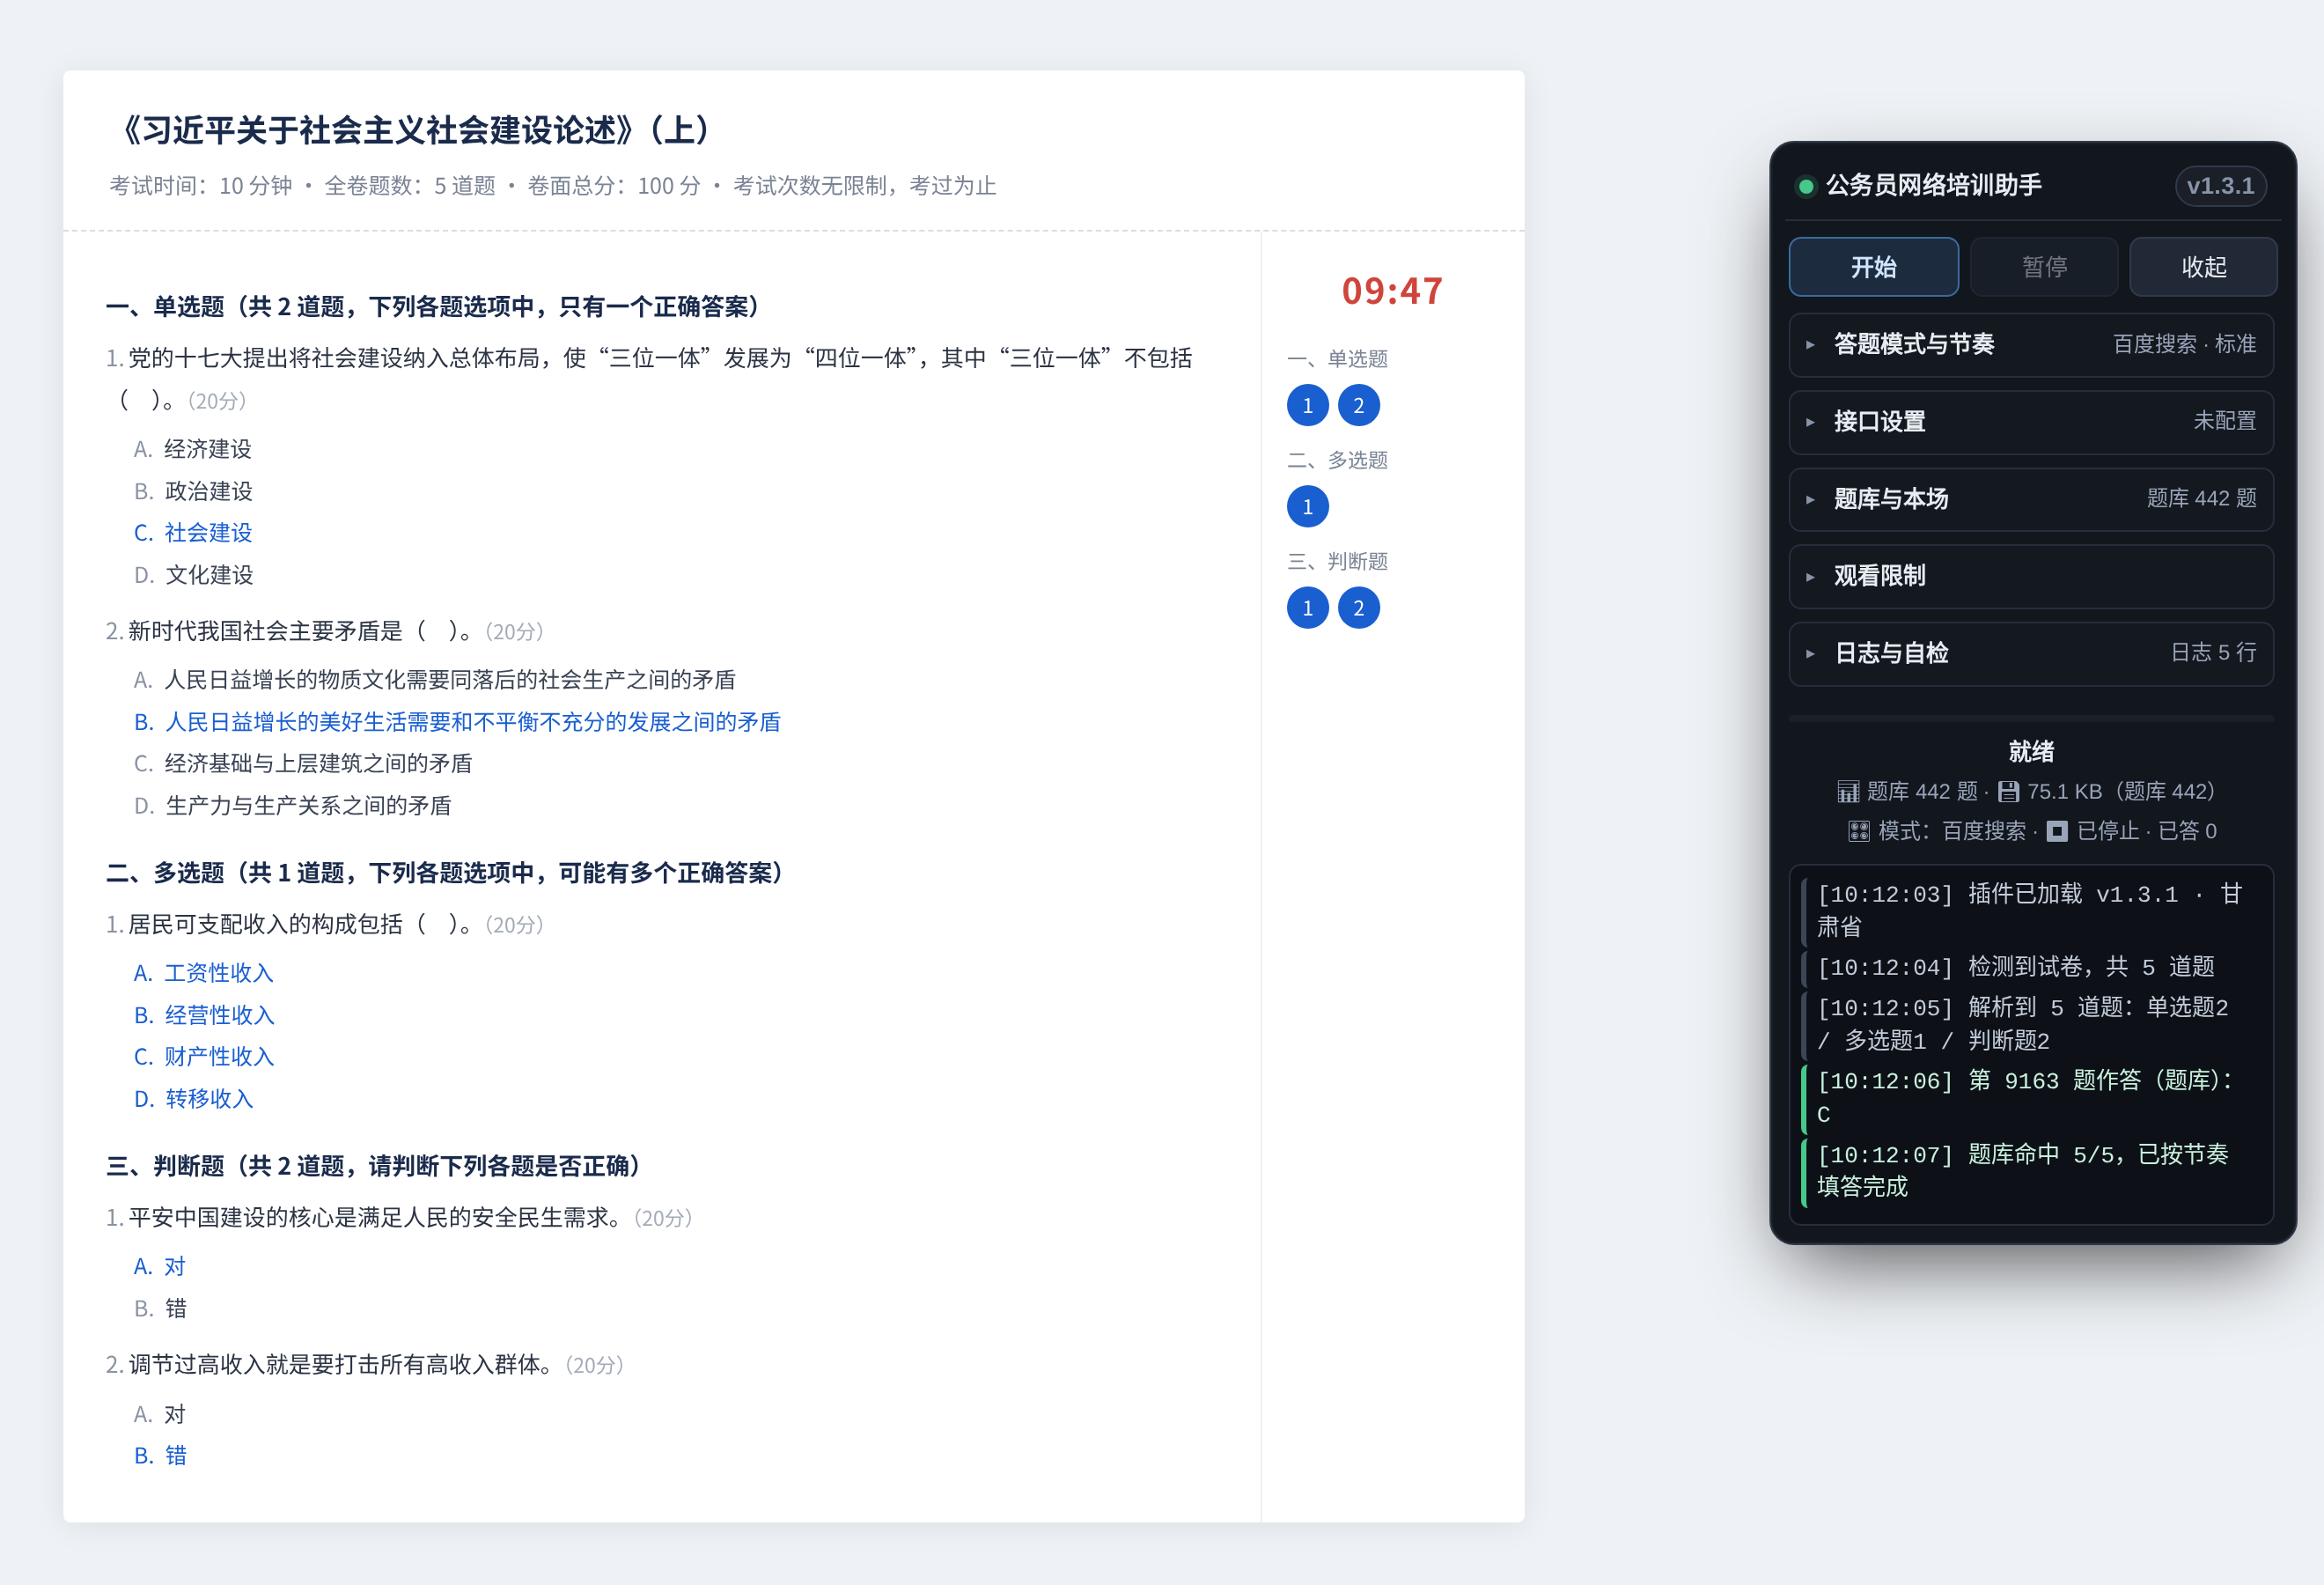 《习近平关于社会主义社会建设论述》（上）
考试时间：10 分钟 • 全卷题数：5 道题 • 卷面总分：100 分 • 考试次数无限制，考过为止
一、单选题（共 2 道题，下列各题选项中，只有一个正确答案）
1. 党的十七大提出将社会建设纳入总体布局，使“三位一体”发展为“四位一体”，其中“三位一体”不包括
（　）。（20分）
A. 经济建设
B. 政治建设
C. 社会建设
D. 文化建设
2. 新时代我国社会主要矛盾是（　）。（20分）
A. 人民日益增长的物质文化需要同落后的社会生产之间的矛盾
B. 人民日益增长的美好生活需要和不平衡不充分的发展之间的矛盾
C. 经济基础与上层建筑之间的矛盾
D. 生产力与生产关系之间的矛盾
二、多选题（共 1 道题，下列各题选项中，可能有多个正确答案）
1. 居民可支配收入的构成包括（　）。（20分）
A. 工资性收入
B. 经营性收入
C. 财产性收入
D. 转移收入
三、判断题（共 2 道题，请判断下列各题是否正确）
1. 平安中国建设的核心是满足人民的安全民生需求。（20分）
A. 对
B. 错
2. 调节过高收入就是要打击所有高收入群体。（20分）
A. 对
B. 错
09:47
一、单选题
1 2
二、多选题
1
三、判断题
1 2
公务员网络培训助手 v1.3.1
开始 暂停 收起
▸ 答题模式与节奏 百度搜索 · 标准
▸ 接口设置 未配置
▸ 题库与本场 题库 442 题
▸ 观看限制
▸ 日志与自检 日志 5 行
就绪
题库 442 题 · 75.1 KB（题库 442）
模式：百度搜索 · 已停止 · 已答 0
[10:12:03] 插件已加载 v1.3.1 · 甘
肃省
[10:12:04] 检测到试卷，共 5 道题
[10:12:05] 解析到 5 道题：单选题2
/ 多选题1 / 判断题2
[10:12:06] 第 9163 题作答（题库）：
C
[10:12:07] 题库命中 5/5，已按节奏
填答完成